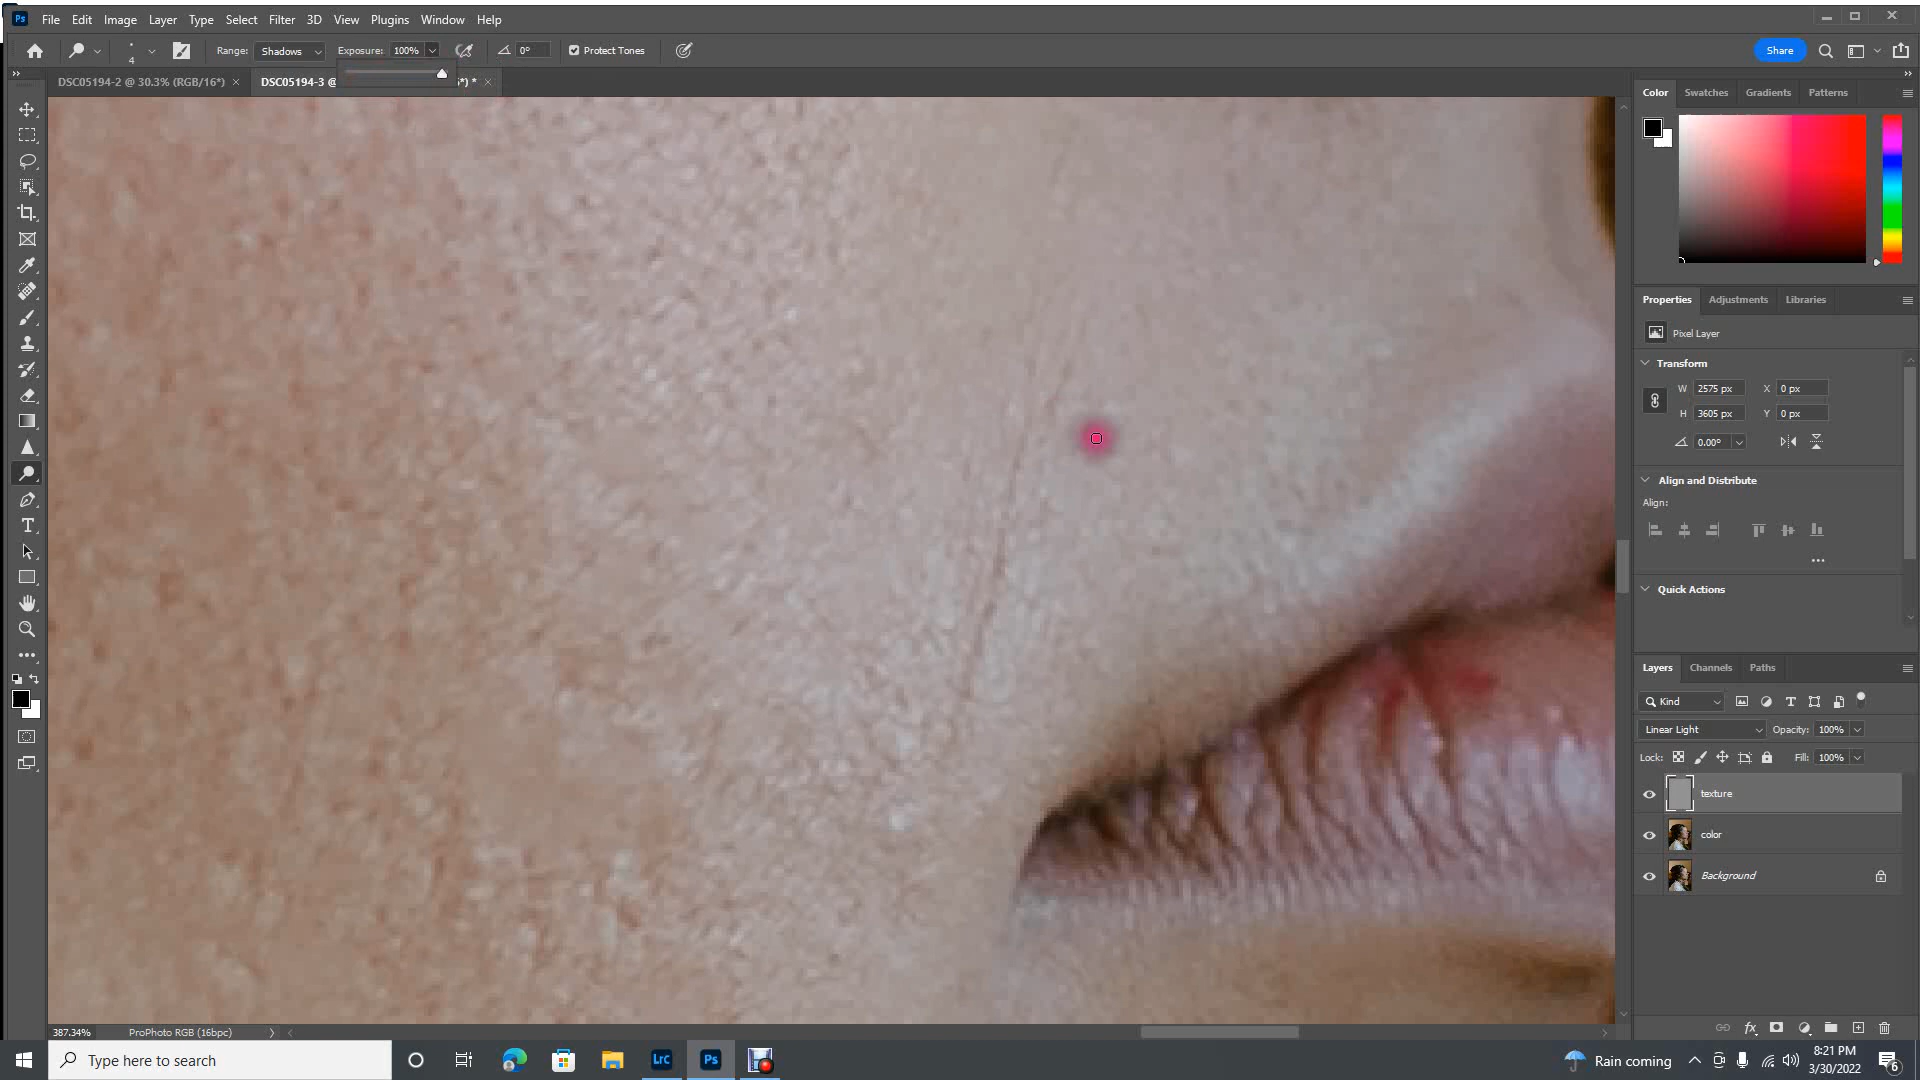 Ps File Edit Image Layer Type Select Filter 3D View Plugins Window Help
4 Range: Shadows Exposure: 100% 0° Protect Tones Share
DSC05194-2 @ 30.3% (RGB/16*) × DSC05194-3 @ *) * ×
Color Swatches Gradients Patterns
Properties Adjustments Libraries
Pixel Layer
Transform
W 2575 px X 0 px
H 3605 px Y 0 px
0.00°
Align and Distribute
Align:
Quick Actions
Layers Channels Paths
Kind
Linear Light Opacity: 100%
Lock: Fill: 100%
texture
color
Background
387.34% ProPhoto RGB (16bpc)
Type here to search LrC Ps Rain coming 8:21 PM
3/30/2022 6